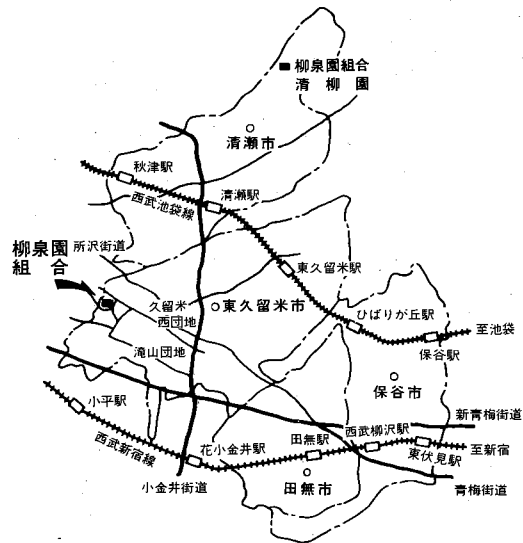 柳泉園組合
清柳園
清瀬市
秋津駅
清瀬駅
西武池袋線
所沢街道
柳泉園
組合
東久留米駅
久留米
西団地
東久留米市
ひばりが丘駅
至池袋
滝山団地
保谷駅
保谷市
小平駅
新青梅街道
西武新宿線
花小金井駅
田無駅
西武柳沢駅
至新宿
東伏見駅
小金井街道
田無市
青梅街道